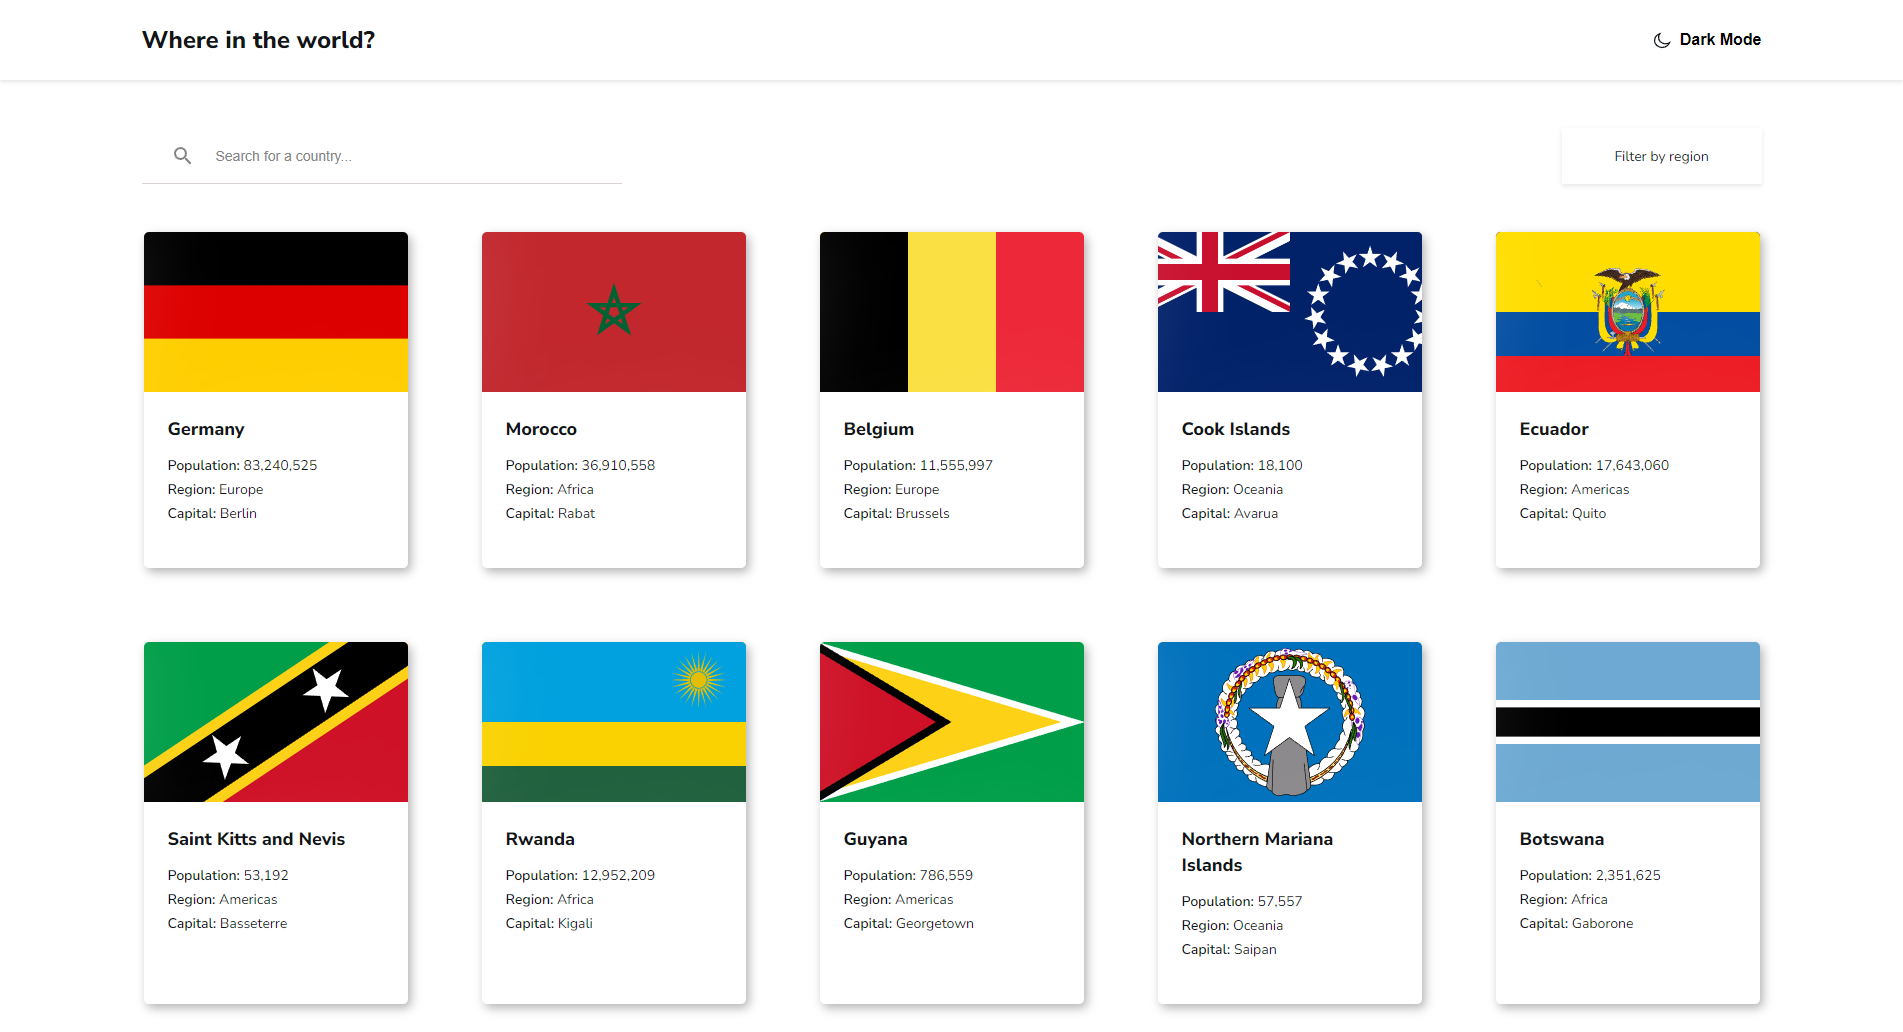 Where in the world?
Dark Mode
Search for a country...
Filter by region
Germany
Population: 83,240,525
Region: Europe
Capital: Berlin
Morocco
Population: 36,910,558
Region: Africa
Capital: Rabat
Belgium
Population: 11,555,997
Region: Europe
Capital: Brussels
Cook Islands
Population: 18,100
Region: Oceania
Capital: Avarua
Ecuador
Population: 17,643,060
Region: Americas
Capital: Quito
Saint Kitts and Nevis
Population: 53,192
Region: Americas
Capital: Basseterre
Rwanda
Population: 12,952,209
Region: Africa
Capital: Kigali
Guyana
Population: 786,559
Region: Americas
Capital: Georgetown
Northern Mariana
Islands
Population: 57,557
Region: Oceania
Capital: Saipan
Botswana
Population: 2,351,625
Region: Africa
Capital: Gaborone